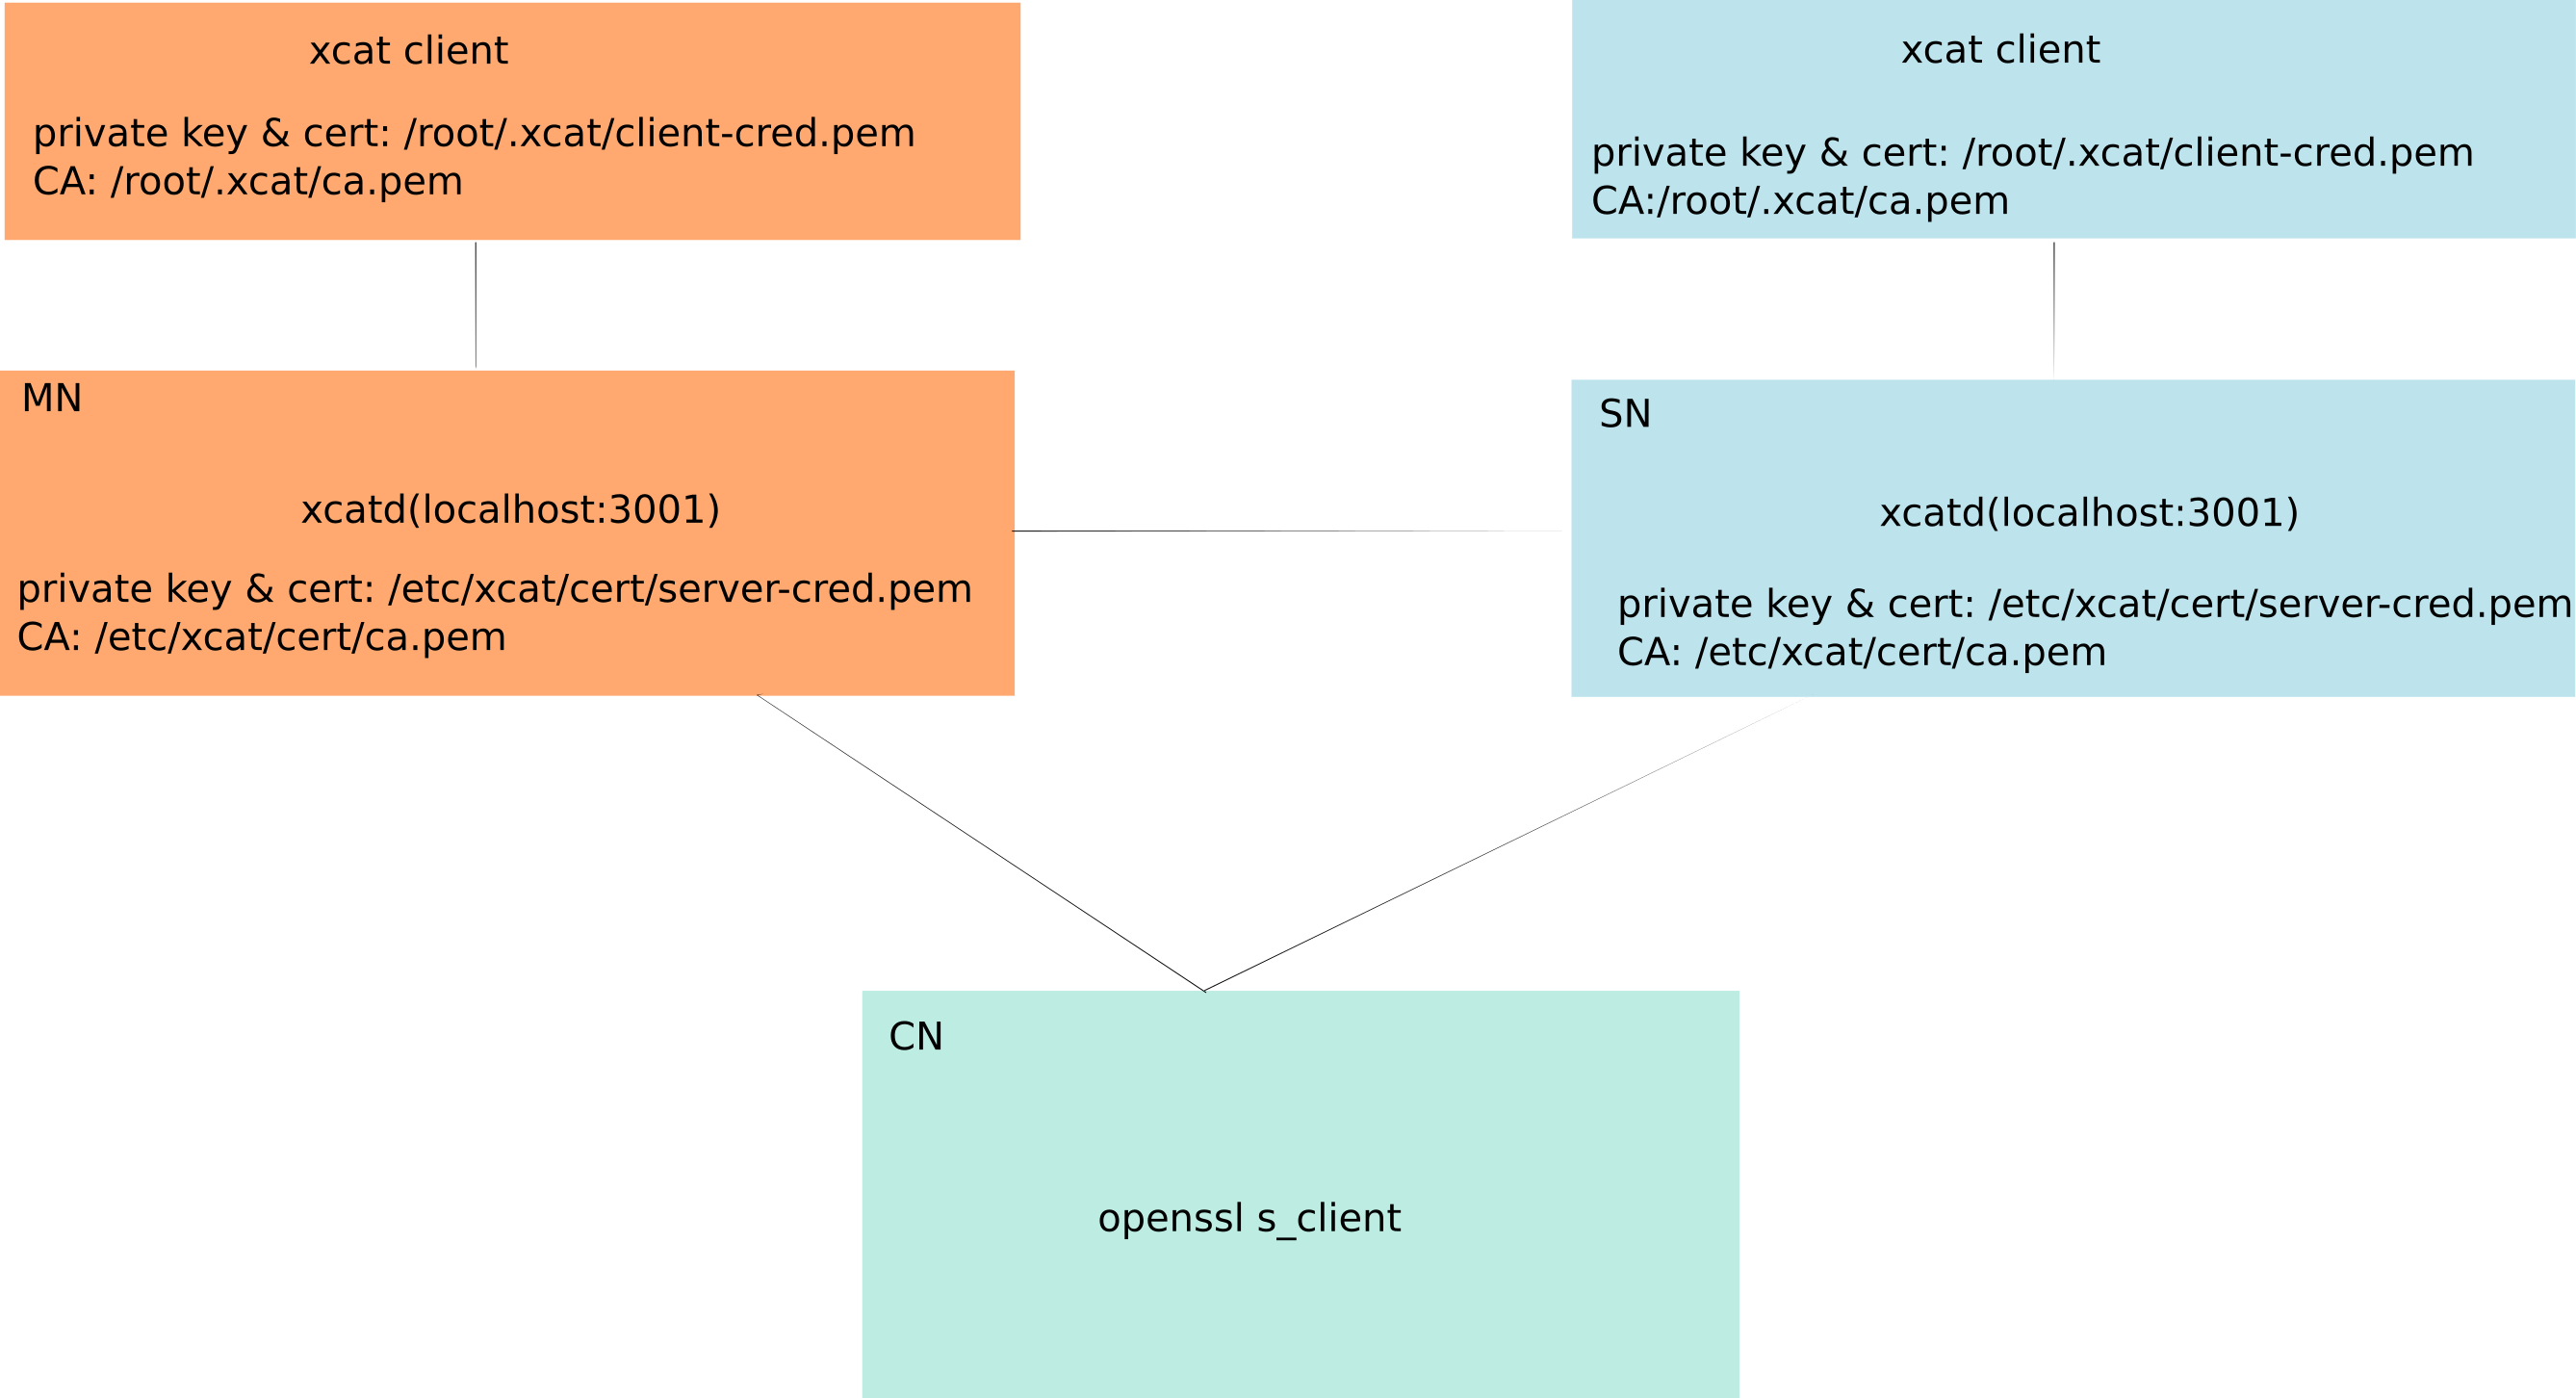 xcat client
private key & cert: /root/.xcat/client-cred.pem
CA: /root/.xcat/ca.pem
xcat client
private key & cert: /root/.xcat/client-cred.pem
CA:/root/.xcat/ca.pem
MN
xcatd(localhost:3001)
private key & cert: /etc/xcat/cert/server-cred.pem
CA: /etc/xcat/cert/ca.pem
SN
xcatd(localhost:3001)
private key & cert: /etc/xcat/cert/server-cred.pem
CA: /etc/xcat/cert/ca.pem
CN
openssl s_client